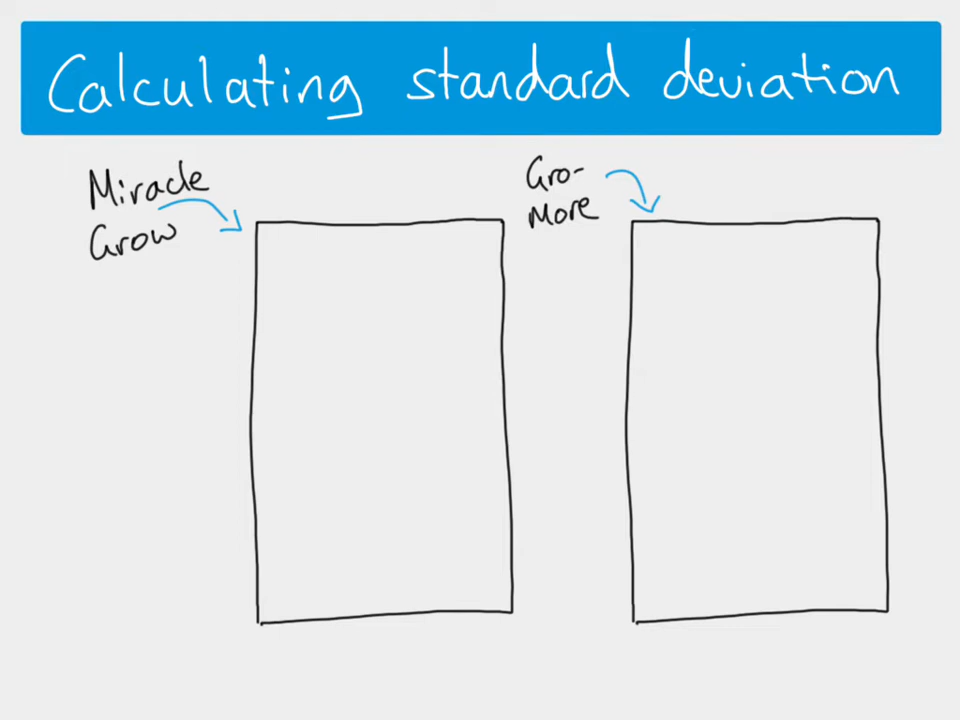 Calculating standard deviation
Miracle
Grow
Gro-
More